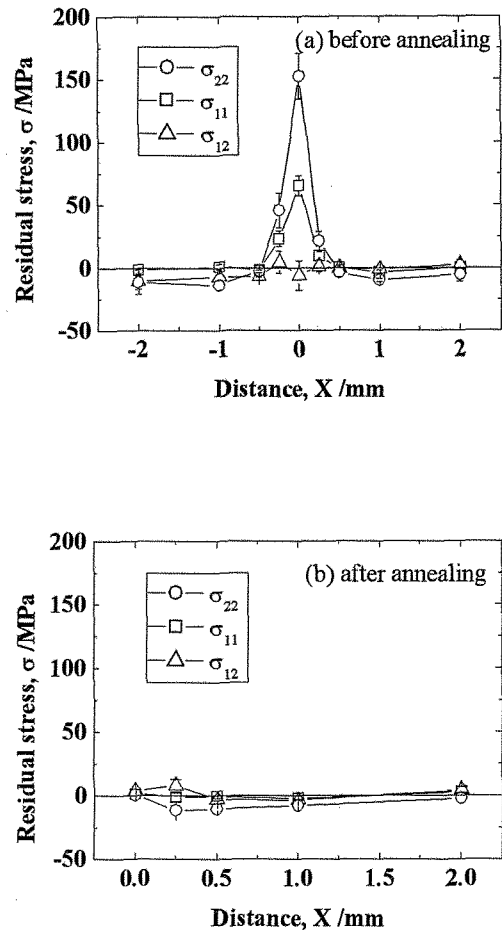 200
(a) before annealing
150
σ22
σ11
100
σ12
50
0
-50
-2 -1 0 1 2
Residual stress, σ /MPa
Distance, X /mm
200
(b) after annealing
150
σ22
σ11
100
σ12
50
0
-50
0.0 0.5 1.0 1.5 2.0
Residual stress, σ /MPa
Distance, X /mm